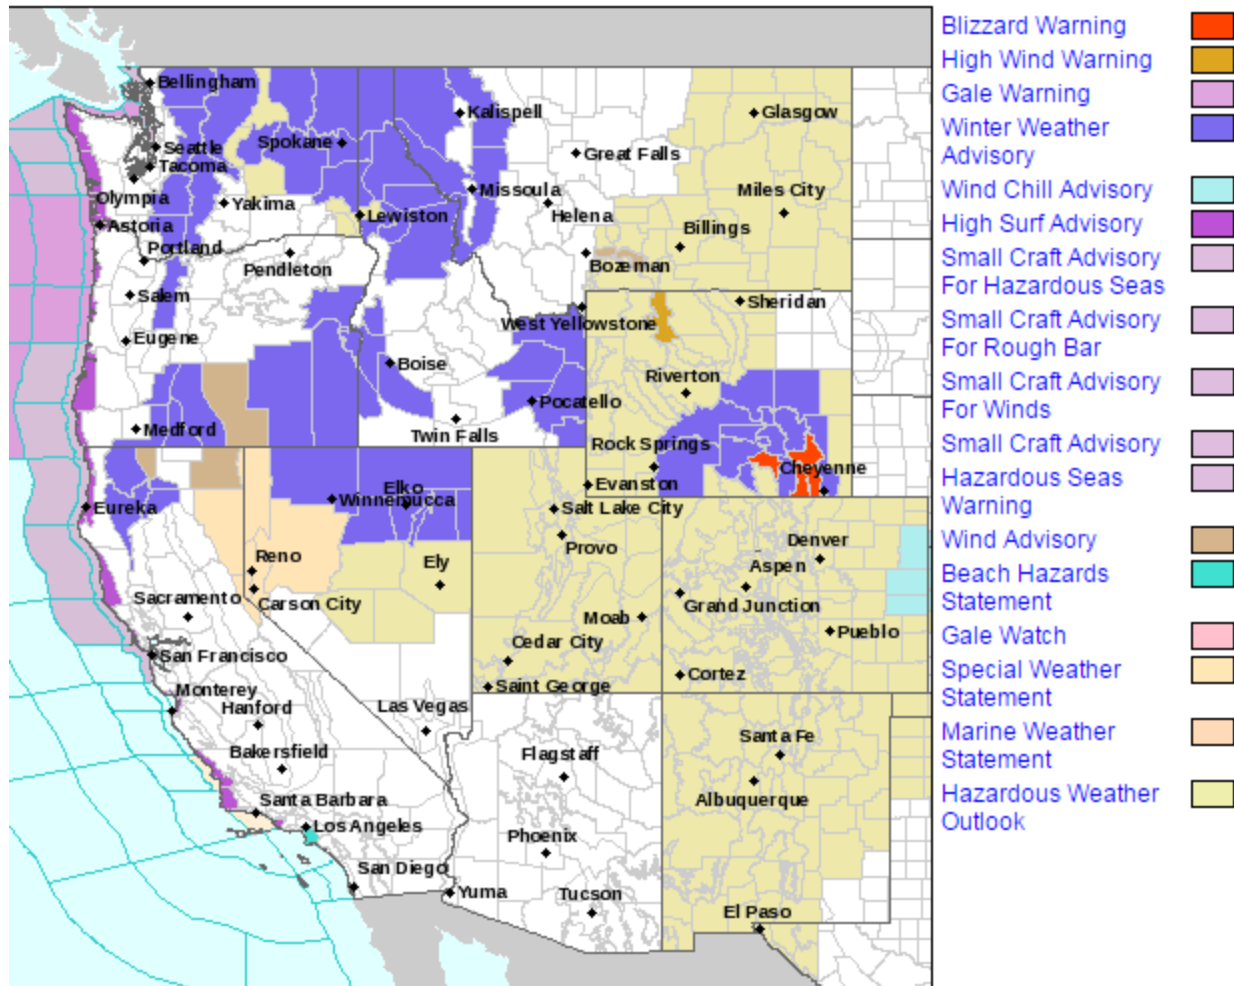 Bellingham
Kalispell
Glasgow
Seattle
Spokane
Great Falls
Tacoma
Olympia
Yakima
Lewiston
Missoula
Helena
Miles City
Astoria
Portland
Pendleton
Billings
Bozeman
Salem
Sheridan
West Yellowstone
Eugene
Boise
Riverton
Pocatello
Medford
Twin Falls
Rock Springs
Cheyenne
Evanston
Elko
Winnemucca
Eureka
Salt Lake City
Provo
Denver
Reno
Ely
Aspen
Sacramento
Carson City
Grand Junction
Moab
Pueblo
Cedar City
San Francisco
Cortez
Saint George
Monterey
Hanford
Las Vegas
Bakersfield
Flagstaff
Santa Fe
Albuquerque
Santa Barbara
Los Angeles
Phoenix
San Diego
Yuma
Tucson
El Paso
Blizzard Warning
High Wind Warning
Gale Warning
Winter Weather
Advisory
Wind Chill Advisory
High Surf Advisory
Small Craft Advisory
For Hazardous Seas
Small Craft Advisory
For Rough Bar
Small Craft Advisory
For Winds
Small Craft Advisory
Hazardous Seas
Warning
Wind Advisory
Beach Hazards
Statement
Gale Watch
Special Weather
Statement
Marine Weather
Statement
Hazardous Weather
Outlook